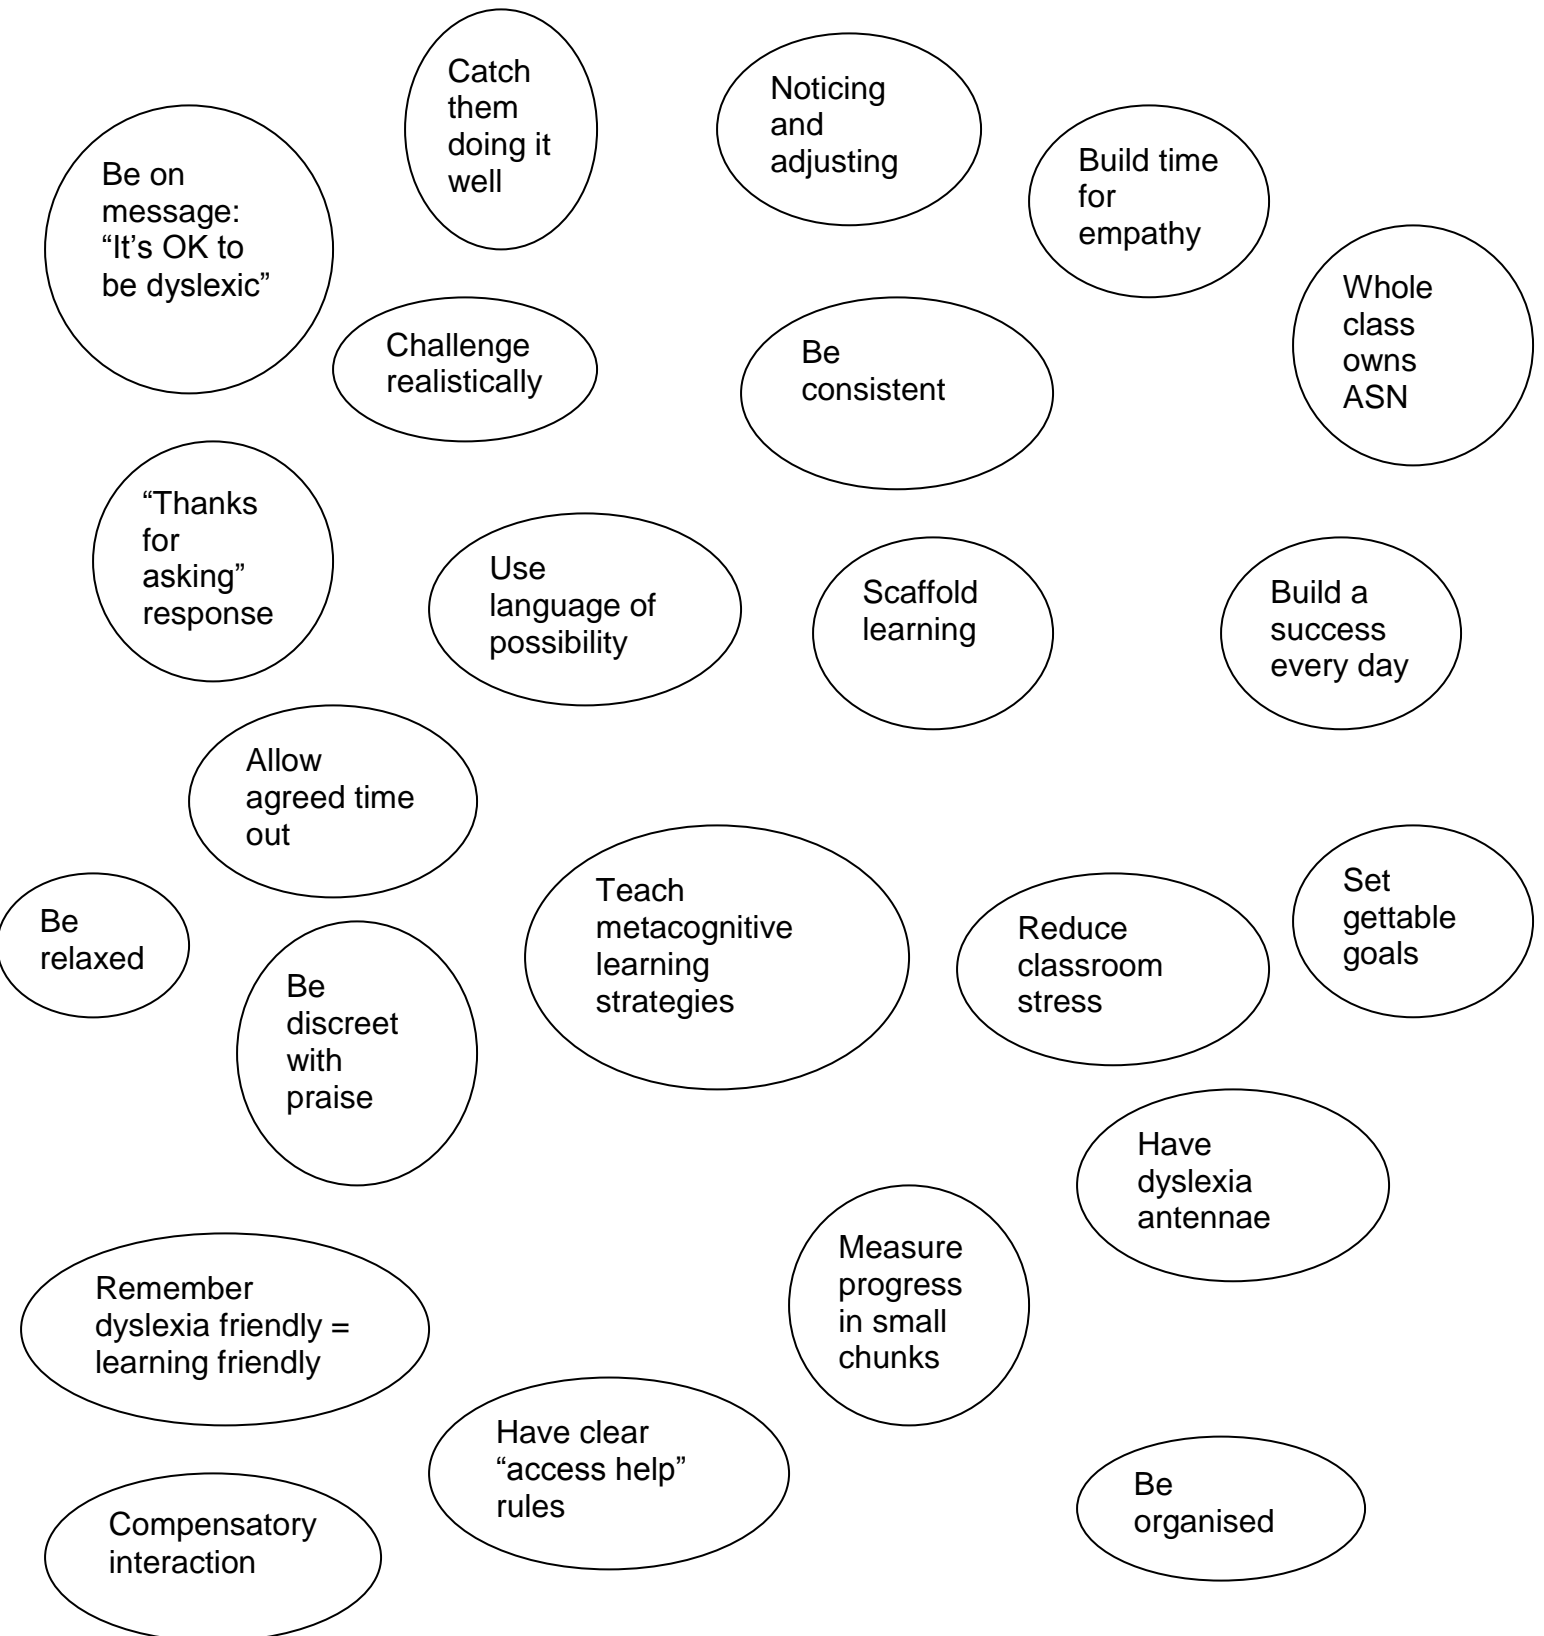 Catch
them
doing it
well
Noticing
and
adjusting
Build time
for
empathy
Be on
message:
“It’s OK to
be dyslexic”
Whole
class
owns
ASN
Challenge
realistically
Be
consistent
“Thanks
for
asking”
response
Use
language of
possibility
Scaffold
learning
Build a
success
every day
Allow
agreed time
out
Be
relaxed
Be
discreet
with
praise
Teach
metacognitive
learning
strategies
Reduce
classroom
stress
Set
gettable
goals
Have
dyslexia
antennae
Measure
progress
in small
chunks
Remember
dyslexia friendly =
learning friendly
Have clear
“access help”
rules
Be
organised
Compensatory
interaction